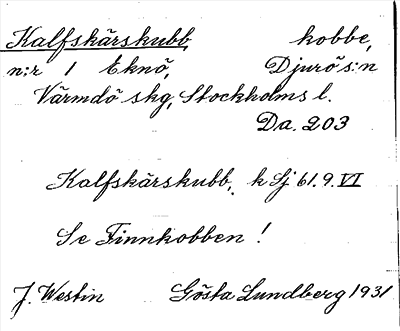 Kalfskärskubb, kobbe,
n:r 1 Eknö, Djurö s:n
Värmdö skg, Stockholms l.
Da. 203
Kalfskärskubb, k Sj 61.9.VI
Se Finnkobben !
J. Westin Gösta Lundberg 1931